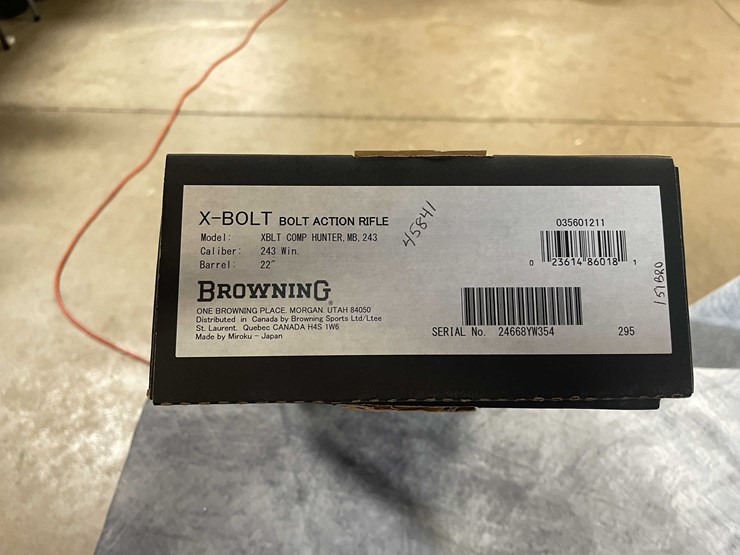 X-BOLT BOLT ACTION RIFLE
Model: XBLT COMP HUNTER, MB, 243
Caliber: 243 Win.
Barrel: 22"
BROWNING®
ONE BROWNING PLACE, MORGAN, UTAH 84050
Distributed in Canada by Browning Sports Ltd/Ltee
St. Laurent, Quebec CANADA H4S 1W6
Made by Miroku - Japan
45841
035601211
0 23614 86018 1
SERIAL No. 24668YW354
295
157BRO